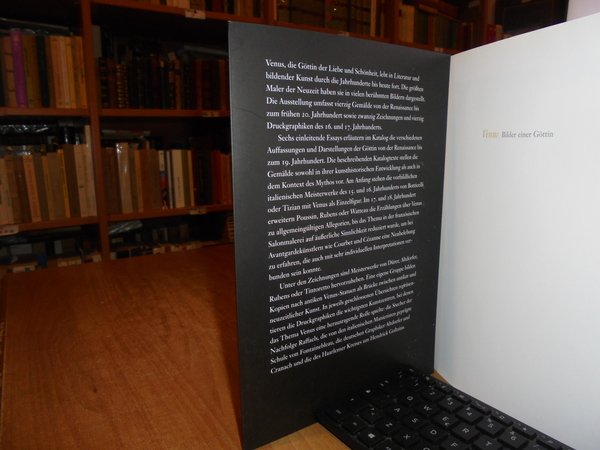 Venus, die Göttin der Liebe und Schönheit, lebt in Literatur und
bildender Kunst durch die Jahrhunderte bis heute fort. Die größten
Maler der Neuzeit haben sie in vielen berühmten Bildern dargestellt.
Die Ausstellung umfasst vierzig Gemälde von der Renaissance bis
zum frühen 20. Jahrhundert sowie zwanzig Zeichnungen und vierzig
Druckgraphiken des 16. und 17. Jahrhunderts.
Sechs einleitende Essays erläutern im Katalog die verschiedenen
Auffassungen und Darstellungen der Göttin von der Renaissance bis
zum 19. Jahrhundert. Die beschreibenden Katalogtexte stellen die
Gemälde sowohl in ihrer kunsthistorischen Entwicklung als auch in
dem Kontext des Mythos vor. Am Anfang stehen die vorbildlichen
italienischen Meisterwerke des 15. und 16. Jahrhunderts von Botticelli
oder Tizian mit Venus als Einzelfigur. Im 17. und 18. Jahrhundert
erweitern Poussin, Rubens oder Watteau die Erzählungen über Venus
zu allgemeingültigen Allegorien, bis das Thema in der französischen
Salonmalerei auf äußerliche Sinnlichkeit reduziert wurde, um bei
Avantgardekünstlern wie Courbet und Cézanne eine Neubelebung
zu erfahren, die auch mit sehr individuellen Interpretationen ver-
bunden sein konnte.
Unter den Zeichnungen sind Meisterwerke von Dürer, Altdorfer,
Rubens oder Tintoretto hervorzuheben. Eine eigene Gruppe bilden
Kopien nach antiken Venus-Statuen als Brücke zwischen antiker und
neuzeitlicher Kunst. In jeweils geschlossenen Übersichten repräsen-
tieren die Druckgraphiken die wichtigsten Kunstzentren, bei denen
das Thema Venus eine herausragende Rolle spielte: die Stecher der
Nachfolge Raffaels, die von den italienischen Manieristen geprägte
Schule von Fontainebleau, die deutschen Graphiker Altdorfer und
Cranach und die des Haarlemer Kreises um Hendrick Goltzius
Venus Bilder einer Göttin